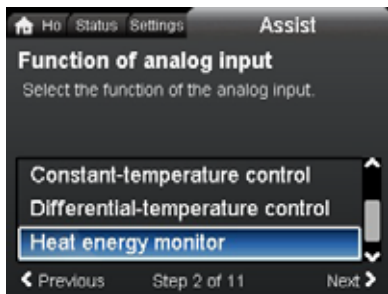 Ho Status Settings Assist
Function of analog input
Select the function of the analog input.
Constant-temperature control
Differential-temperature control
Heat energy monitor
Previous Step 2 of 11 Next